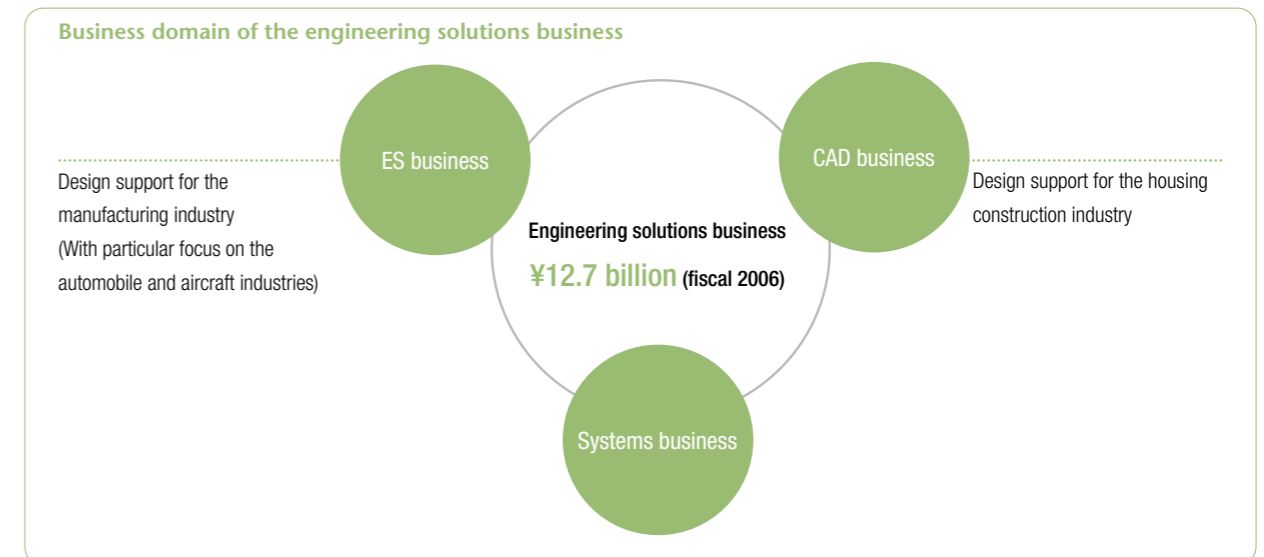 Business domain of the engineering solutions business
ES business
CAD business
Design support for the
manufacturing industry
(With particular focus on the
automobile and aircraft industries)
Design support for the housing
construction industry
Engineering solutions business
¥12.7 billion (fiscal 2006)
Systems business